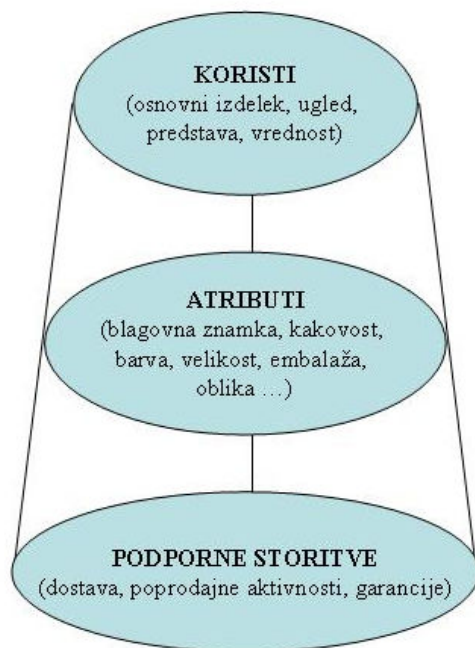 KORISTI
(osnovni izdelek, ugled,
predstava, vrednost)
ATRIBUTI
(blagovna znamka, kakovost,
barva, velikost, embalaža,
oblika …)
PODPORNE STORITVE
(dostava, poprodajne aktivnosti, garancije)